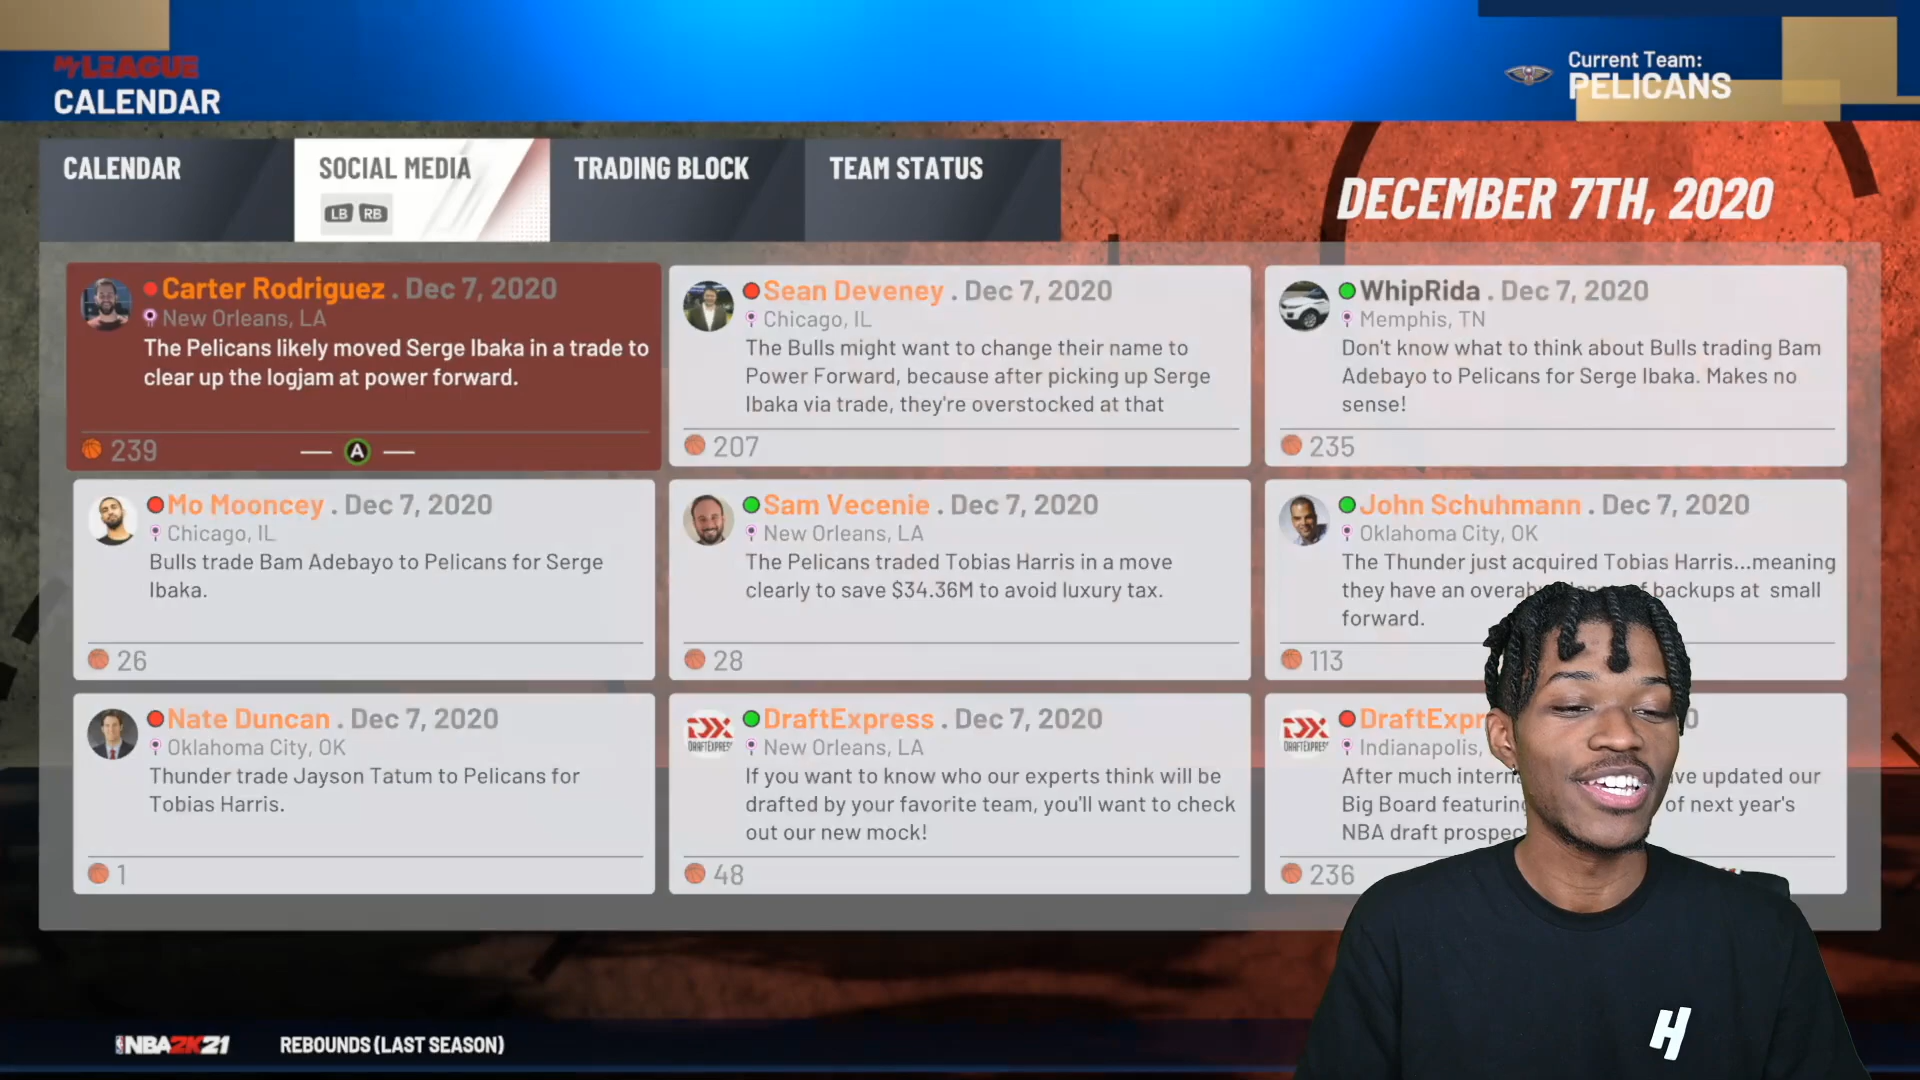 MyLEAGUE
CALENDAR
Current Team:
PELICANS
CALENDAR
SOCIAL MEDIA
LB RB
TRADING BLOCK
TEAM STATUS
DECEMBER 7TH, 2020
Carter Rodriguez . Dec 7, 2020
New Orleans, LA
The Pelicans likely moved Serge Ibaka in a trade to
clear up the logjam at power forward.
239
A
Sean Deveney . Dec 7, 2020
Chicago, IL
The Bulls might want to change their name to
Power Forward, because after picking up Serge
Ibaka via trade, they're overstocked at that
207
WhipRida . Dec 7, 2020
Memphis, TN
Don't know what to think about Bulls trading Bam
Adebayo to Pelicans for Serge Ibaka. Makes no
sense!
235
Mo Mooncey . Dec 7, 2020
Chicago, IL
Bulls trade Bam Adebayo to Pelicans for Serge
Ibaka.
26
Sam Vecenie . Dec 7, 2020
New Orleans, LA
The Pelicans traded Tobias Harris in a move
clearly to save $34.36M to avoid luxury tax.
28
John Schuhmann . Dec 7, 2020
Oklahoma City, OK
The Thunder just acquired Tobias Harris...meaning
they have an backups at small
forward.
113
Nate Duncan . Dec 7, 2020
Oklahoma City, OK
Thunder trade Jayson Tatum to Pelicans for
Tobias Harris.
1
DX
DRAFTEXPRESS
DraftExpress . Dec 7, 2020
New Orleans, LA
If you want to know who our experts think will be
drafted by your favorite team, you'll want to check
out our new mock!
48
DX
DRAFTEXPRESS
Indianapolis,
After much updated our
Big Board featuring of next year's
NBA draft
236
NBA2K21
REBOUNDS (LAST SEASON)
H